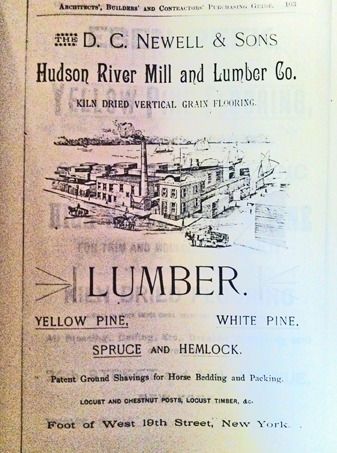 ARCHITECTS', BUILDERS' AND CONTRACTORS' PURCHASING GUIDE. 103
THE D. C. NEWELL & SONS
Hudson River Mill and Lumber Co.
KILN DRIED VERTICAL GRAIN FLOORING.
LUMBER.
YELLOW PINE, WHITE PINE.
SPRUCE AND HEMLOCK.
Patent Ground Shavings for Horse Bedding and Packing.
LOCUST AND CHESTNUT POSTS, LOCUST TIMBER, &c.
Foot of West 19th Street, New York.